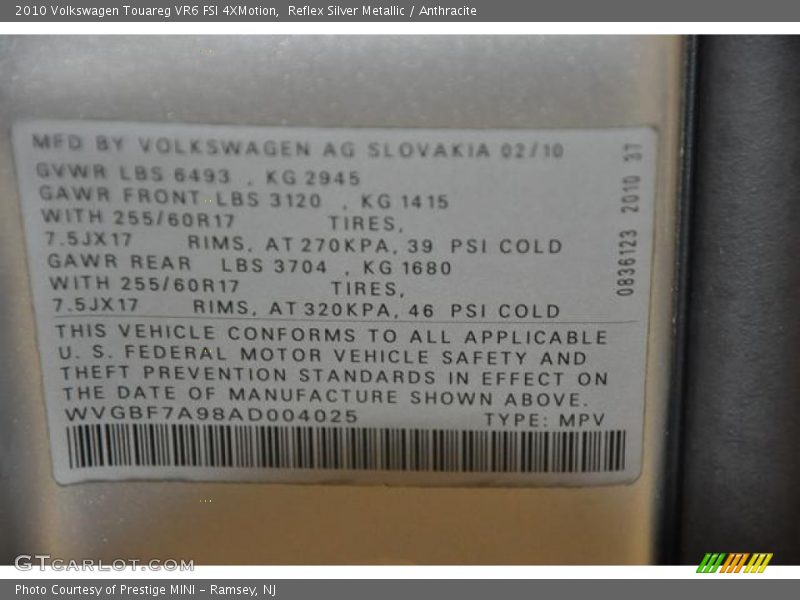 2010 Volkswagen Touareg VR6 FSI 4XMotion, Reflex Silver Metallic / Anthracite
MFD BY VOLKSWAGEN AG SLOVAKIA 02/10
GVWR LBS 6493 , KG 2945
GAWR FRONT LBS 3120 , KG 1415
WITH 255/60R17 TIRES,
7.5JX17 RIMS, AT 270KPA, 39 PSI COLD
GAWR REAR LBS 3704 , KG 1680
WITH 255/60R17 TIRES,
7.5JX17 RIMS, AT 320KPA, 46 PSI COLD
THIS VEHICLE CONFORMS TO ALL APPLICABLE
U. S. FEDERAL MOTOR VEHICLE SAFETY AND
THEFT PREVENTION STANDARDS IN EFFECT ON
THE DATE OF MANUFACTURE SHOWN ABOVE.
WVGBF7A98AD004025 TYPE: MPV
0836123 2010 37
GTCarLot.com
Photo Courtesy of Prestige MINI - Ramsey, NJ